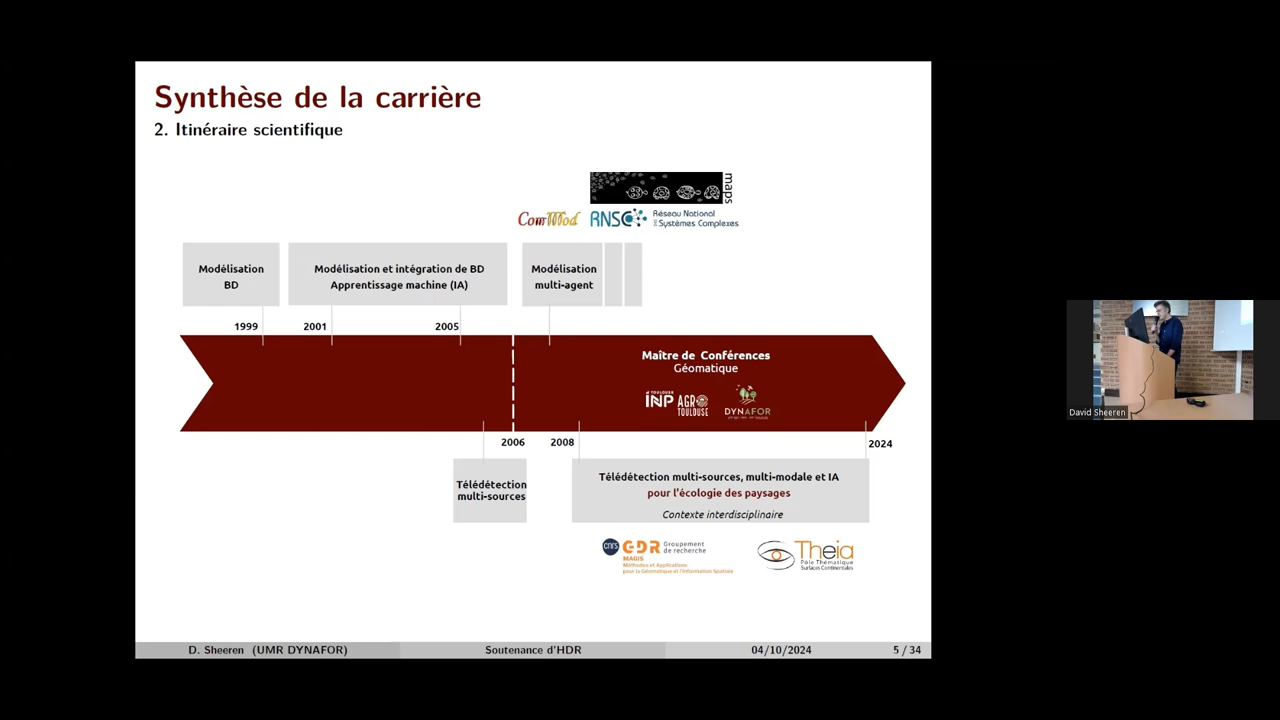 Synthèse de la carrière
2. Itinéraire scientifique
maps
ComMod
RNSC
Réseau National
des Systèmes Complexes
Modélisation
BD
Modélisation et intégration de BD
Apprentissage machine (IA)
Modélisation
multi-agent
1999
2001
2005
Maître de Conférences
Géomatique
TOULOUSE
INP
AGRO
TOULOUSE
DYNAFOR
2006
2008
2024
Télédétection
multi-sources
Télédétection multi-sources, multi-modale et IA
pour l'écologie des paysages
Contexte interdisciplinaire
cnrs
GDR
Groupement
de recherche
MAGIS
Méthodes et Applications
pour la Géomatique et l'Information Spatiale
Theia
Pôle Thématique
Surfaces Continentales
D. Sheeren (UMR DYNAFOR)
Soutenance d'HDR
04/10/2024
5 / 34
David Sheeren